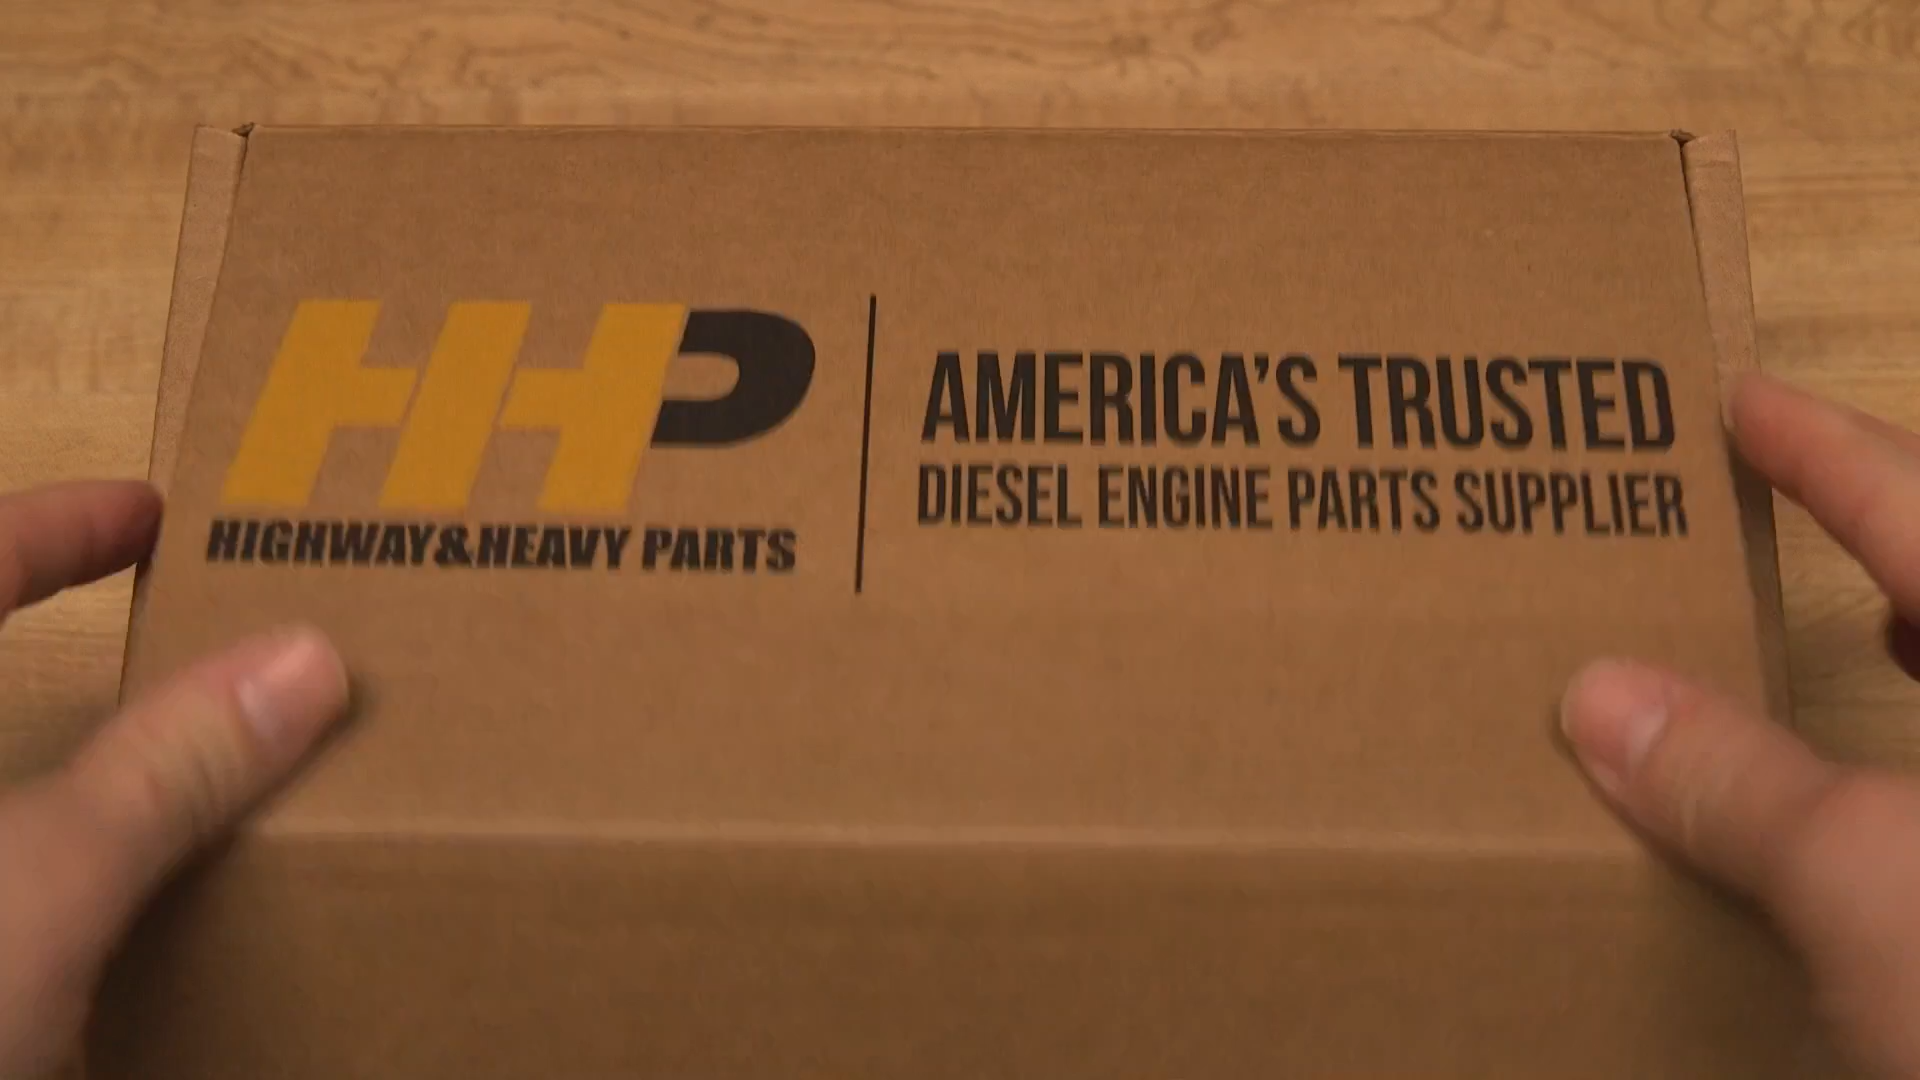 HHP
HIGHWAY&HEAVY PARTS
AMERICA'S TRUSTED
DIESEL ENGINE PARTS SUPPLIER